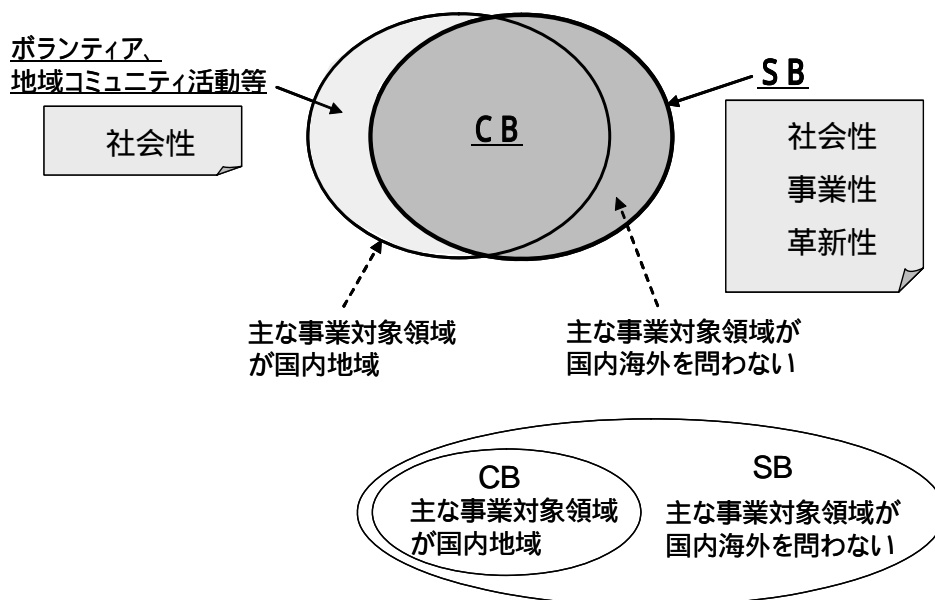 ボランティア、
地域コミュニティ活動等
社会性
CB
SB
社会性
事業性
革新性
主な事業対象領域
が国内地域
主な事業対象領域が
国内海外を問わない
CB
主な事業対象領域
が国内地域
SB
主な事業対象領域が
国内海外を問わない